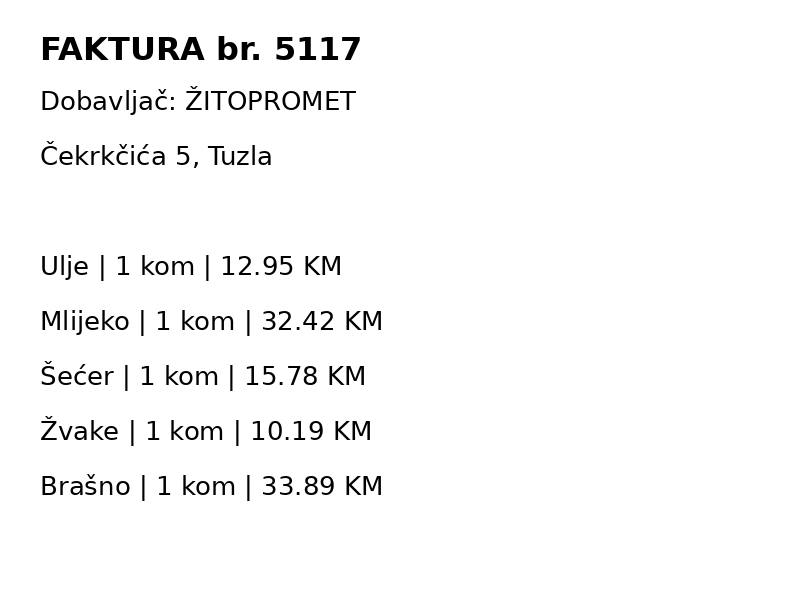 FAKTURA br. 5117
Dobavljač: ŽITOPROMET
Čekrkčića 5, Tuzla
Ulje | 1 kom | 12.95 KM
Mlijeko | 1 kom | 32.42 KM
Šećer | 1 kom | 15.78 KM
Žvake | 1 kom | 10.19 KM
Brašno | 1 kom | 33.89 KM